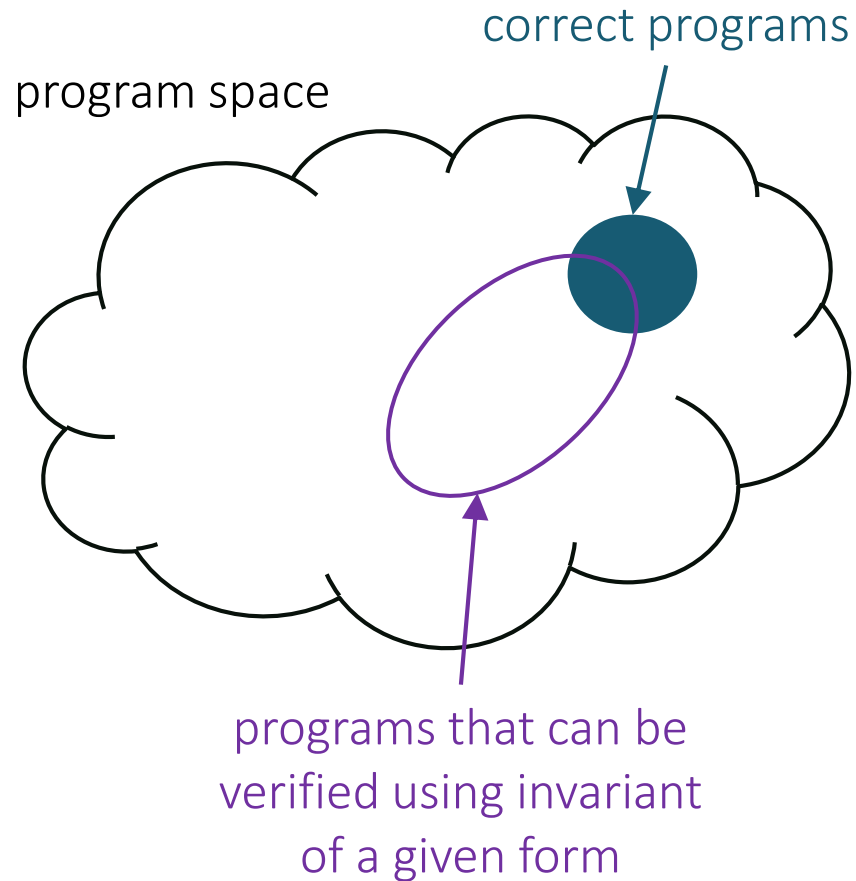 correct programs
program space
programs that can be
verified using invariant
of a given form